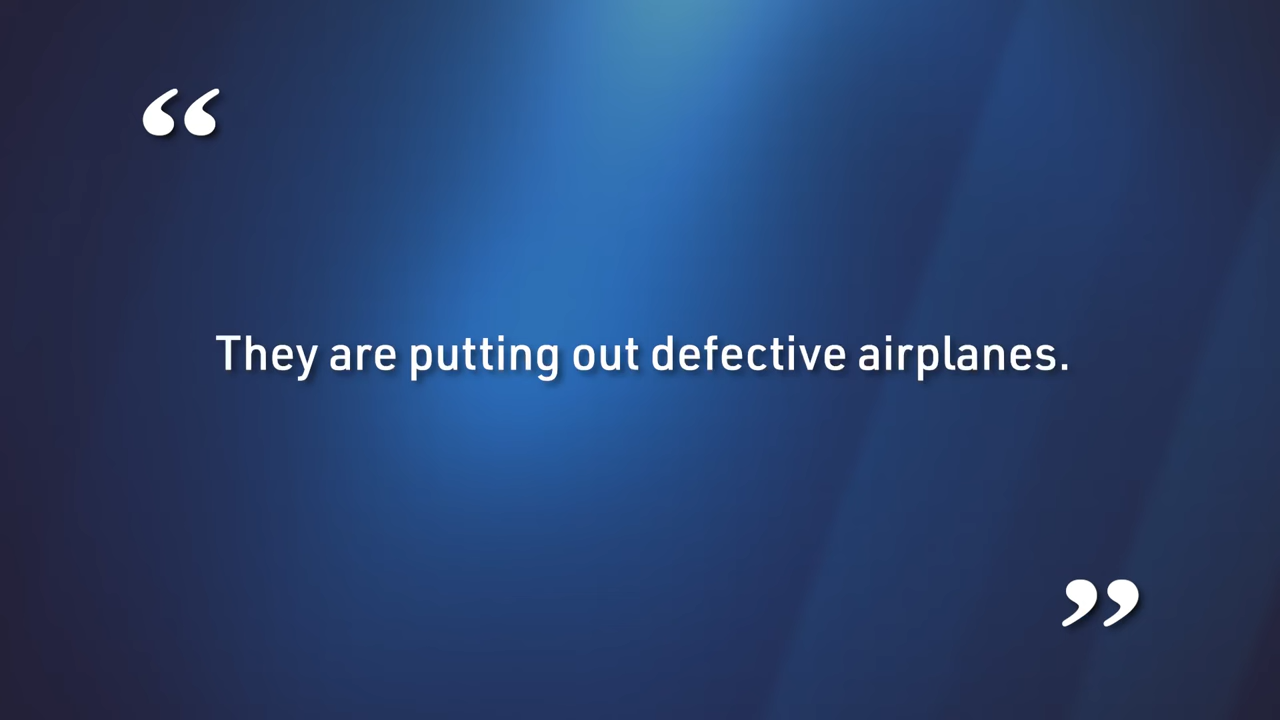 “
They are putting out defective airplanes.
”